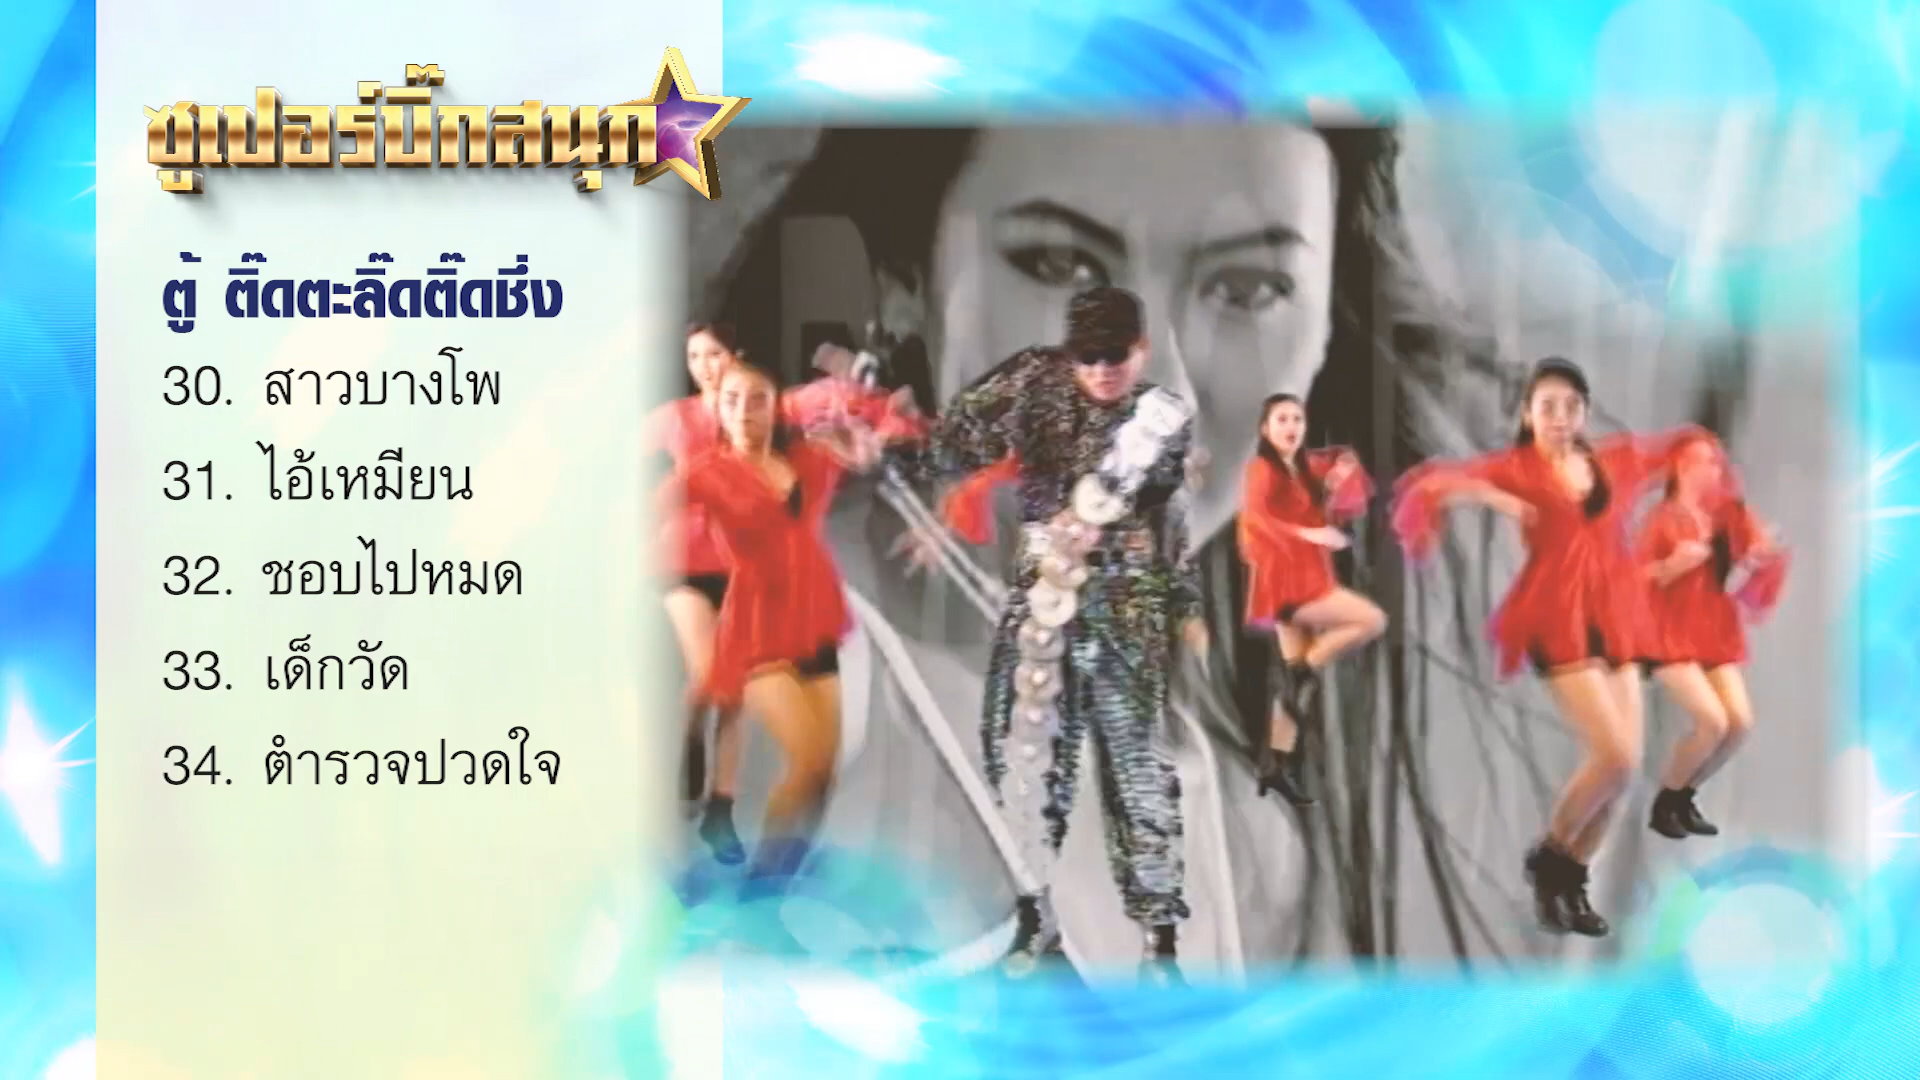 ซูเปอร์บิ๊กสนุก
ตู้ ติ๊ดตะลิ๊ดติ๊ดชึ่ง
30. สาวบางโพ
31. ไอ้เหมียน
32. ชอบไปหมด
33. เด็กวัด
34. ตำรวจปวดใจ